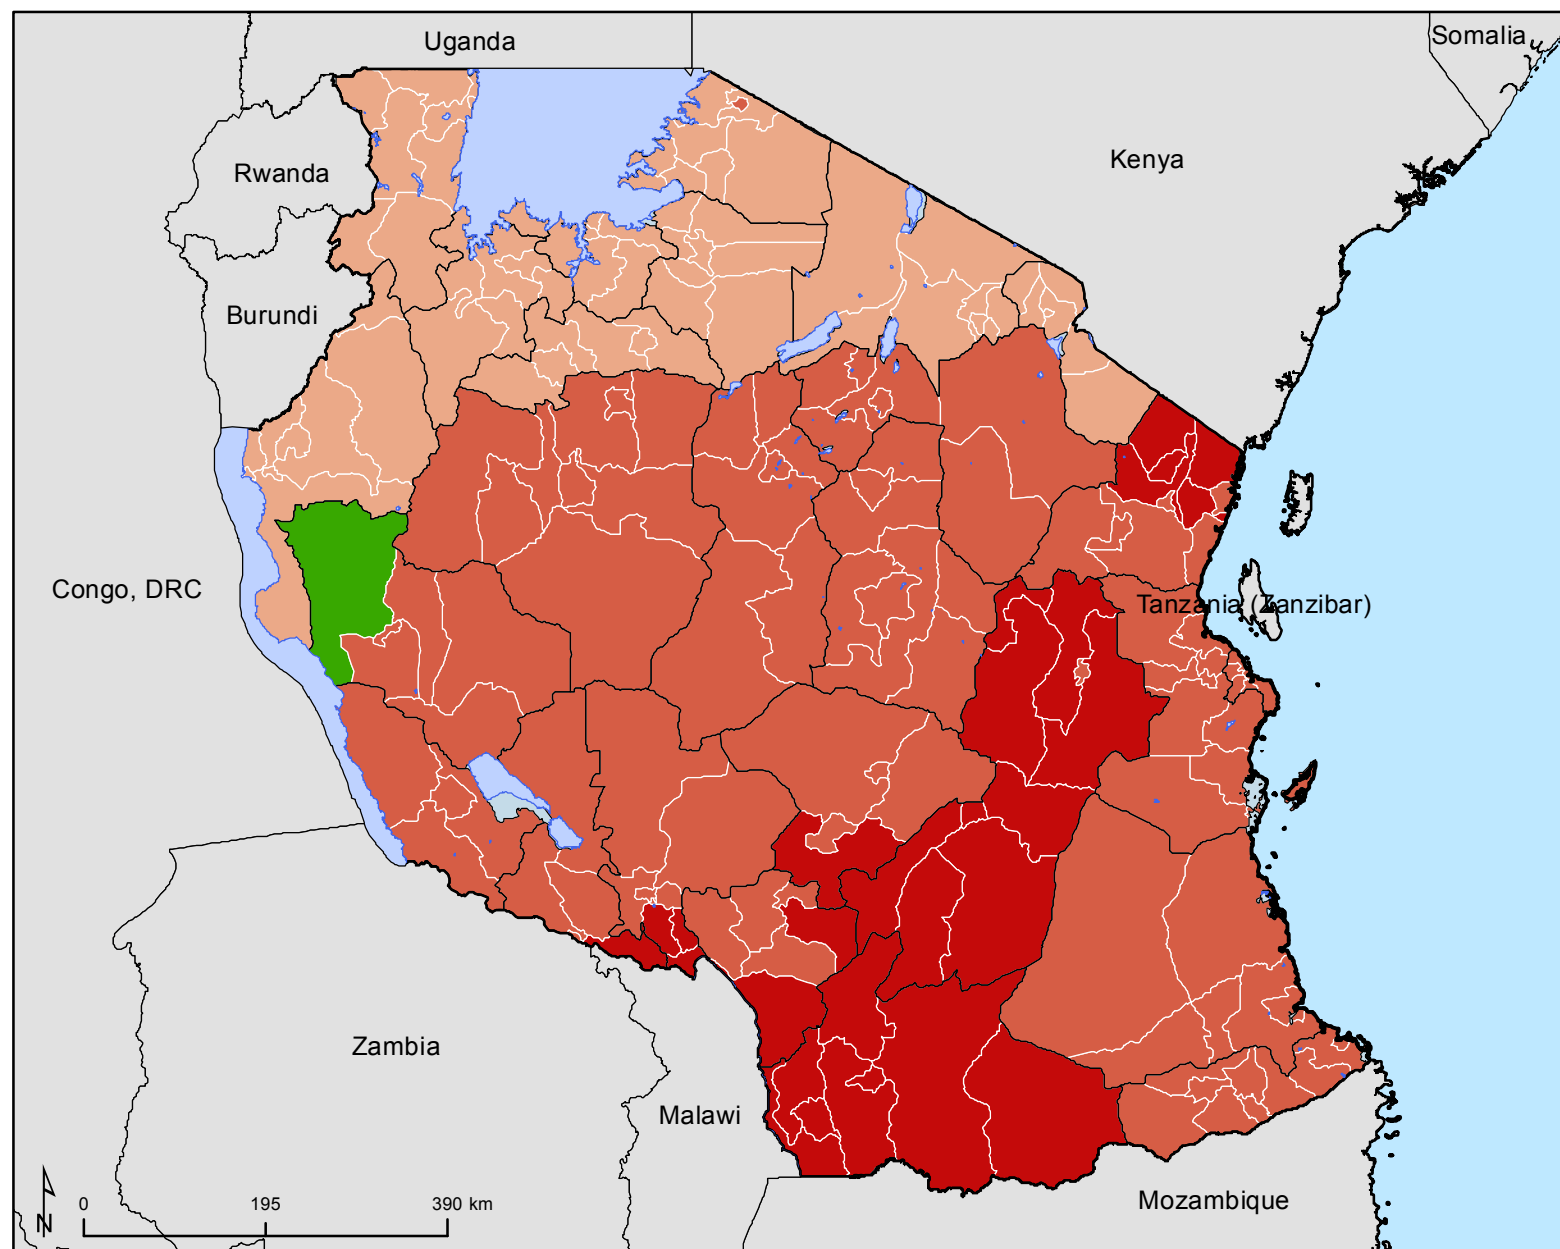 Uganda
Somalia
Kenya
Rwanda
Burundi
Congo, DRC
Tanzania (Zanzibar)
Zambia
Malawi
Mozambique
0 195 390 km
N